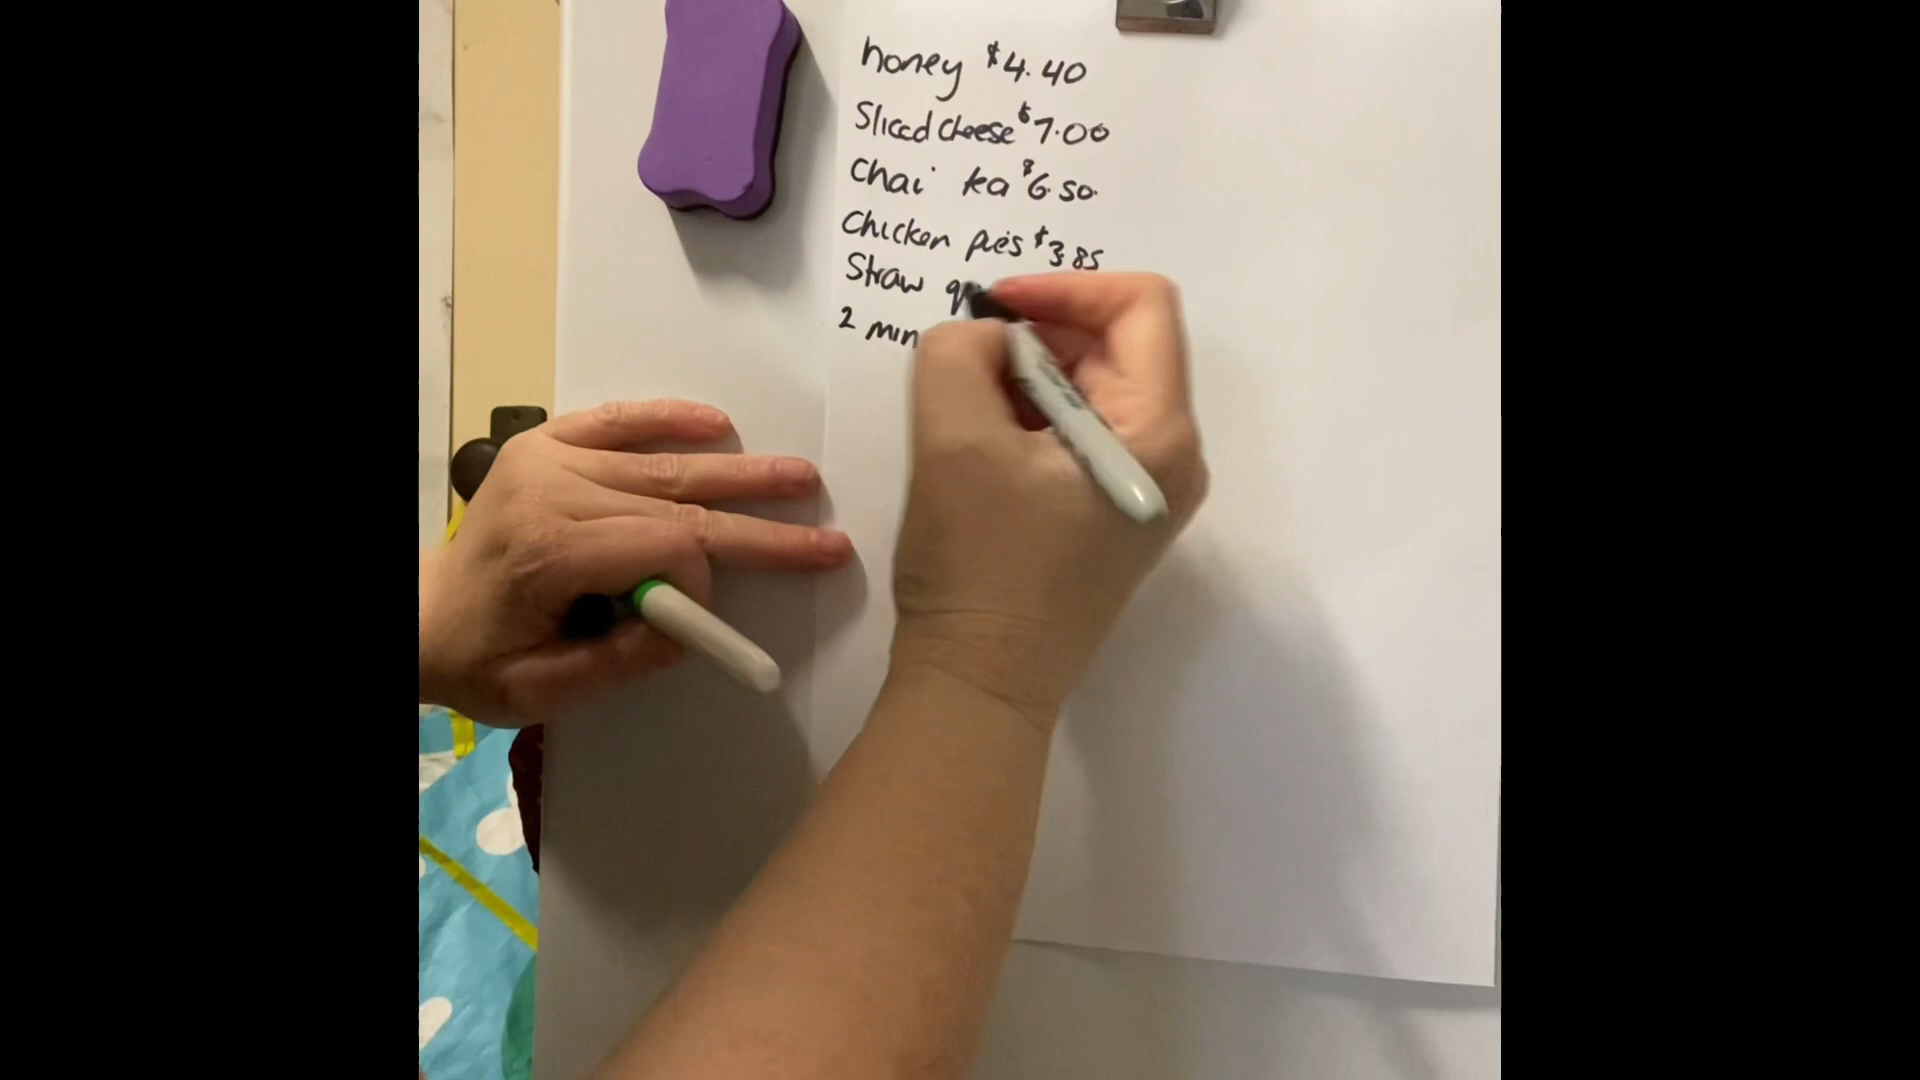 honey $4.40
Sliced cheese $7.00
Chai tea $6.50
Chicken pies $3.85
Straw
2 min